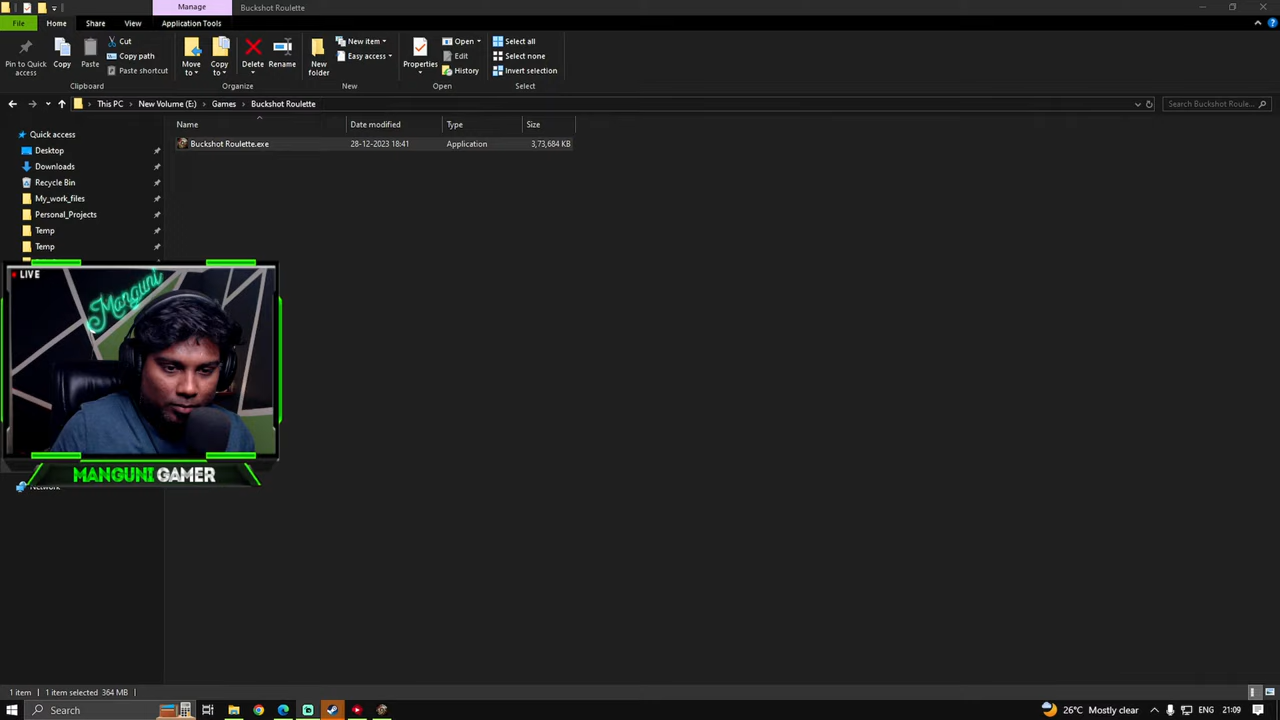 Manage
Buckshot Roulette
File
Home
Share
View
Application Tools
Pin to Quick access
Copy
Paste
Cut
Copy path
Paste shortcut
Clipboard
Move to
Copy to
Delete
Rename
Organize
New folder
New item
Easy access
New
Properties
Open
Edit
History
Open
Select all
Select none
Invert selection
Select
This PC > New Volume (E:) > Games > Buckshot Roulette
Search Buckshot Roule...
Name
Date modified
Type
Size
Buckshot Roulette.exe
28-12-2023 18:41
Application
3,73,684 KB
Quick access
Desktop
Downloads
Recycle Bin
My_work_files
Personal_Projects
Temp
Temp
LIVE
Manguni
MANGUNI GAMER
Network
1 item
1 item selected 364 MB
Search
26°C Mostly clear
ENG
21:09